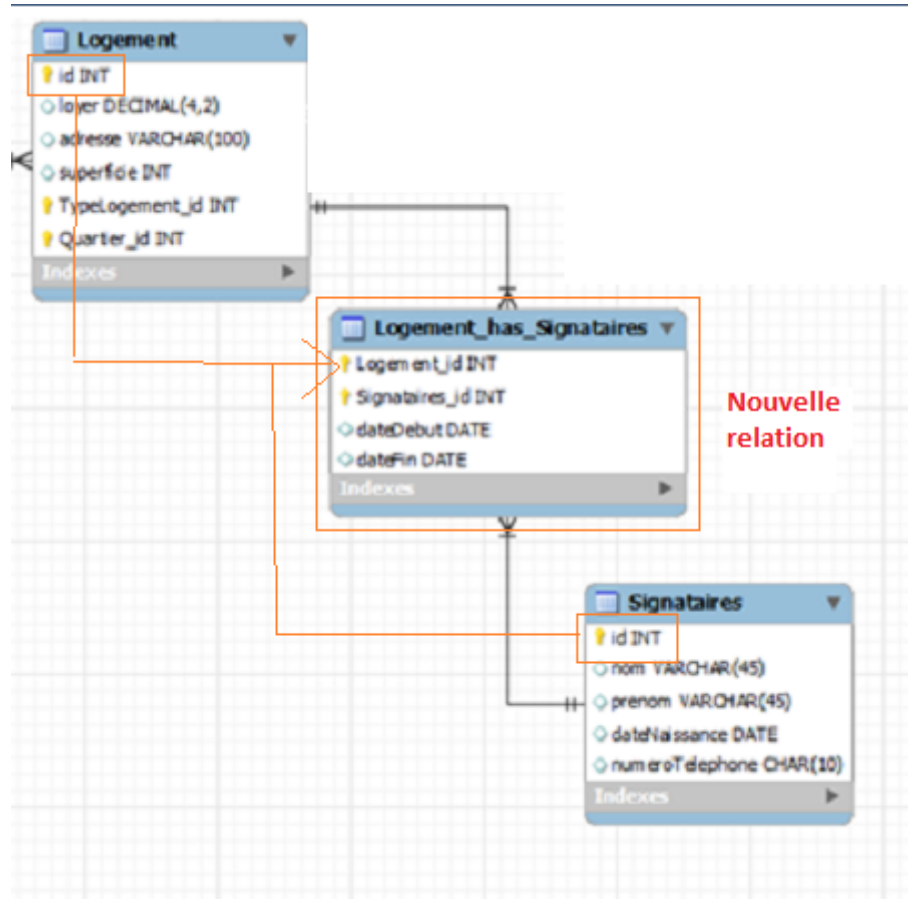 Logement
id INT
loyer DECIMAL(4,2)
adresse VARCHAR(100)
superficie INT
TypeLogement_id INT
Quartier_id INT
Indexes
Logement_has_Signataires
Logement_id INT
Signataires_id INT
dateDebut DATE
dateFin DATE
Indexes
Nouvelle
relation
Signataires
id INT
nom VARCHAR(45)
prenom VARCHAR(45)
dateNaissance DATE
numeroTelephone CHAR(10)
Indexes